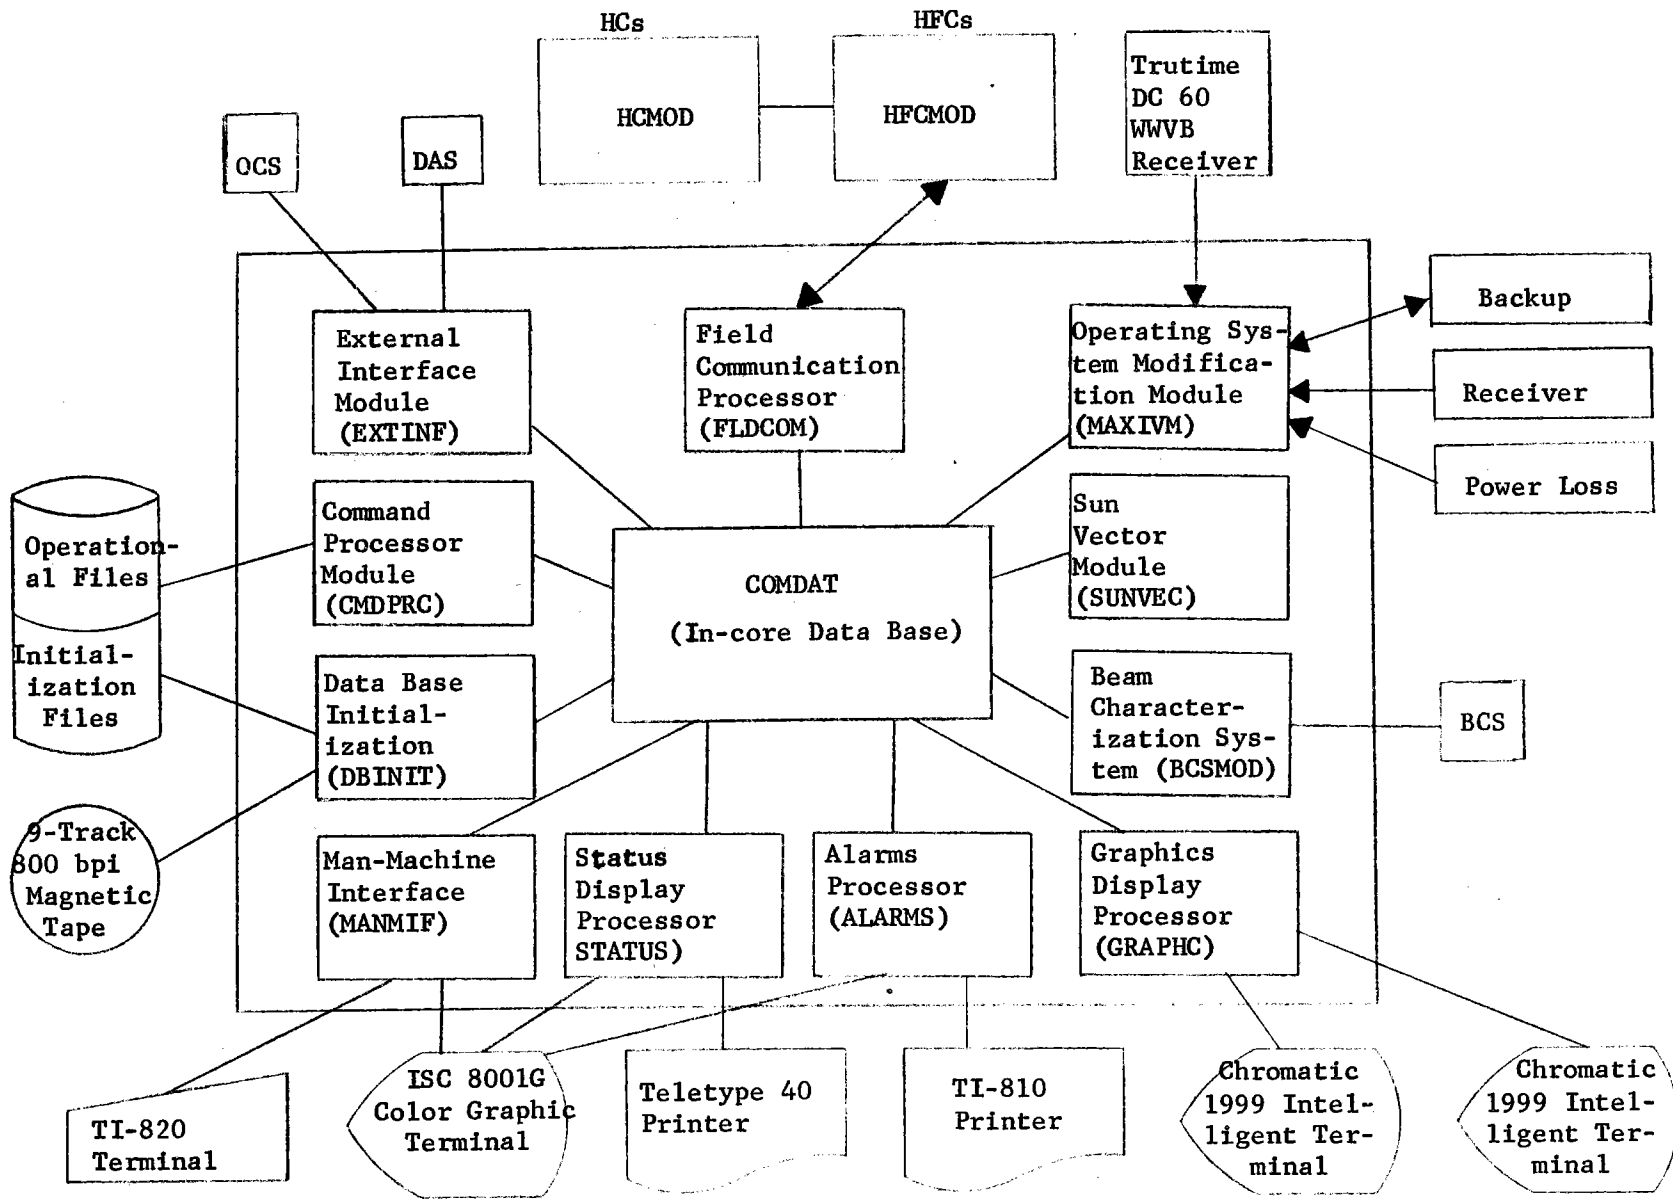 HCs
HFCs
HCMOD
HFCMOD
Trutime
DC 60
WWVB
Receiver
OCS
DAS
External
Interface
Module
(EXTINF)
Field
Communication
Processor
(FLDCOM)
Operating Sys-
tem Modifica-
tion Module
(MAXIVM)
Backup
Receiver
Power Loss
Operation-
al Files
Initial-
ization
Files
Command
Processor
Module
(CMDPRC)
COMDAT
(In-core Data Base)
Sun
Vector
Module
(SUNVEC)
Data Base
Initial-
ization
(DBINIT)
Beam
Character-
ization Sys-
tem (BCSMOD)
BCS
9-Track
800 bpi
Magnetic
Tape
Man-Machine
Interface
(MANMIF)
Status
Display
Processor
STATUS)
Alarms
Processor
(ALARMS)
Graphics
Display
Processor
(GRAPHC)
TI-820
Terminal
ISC 8001G
Color Graphic
Terminal
Teletype 40
Printer
TI-810
Printer
Chromatic
1999 Intel-
ligent Ter-
minal
Chromatic
1999 Intel-
ligent Ter-
minal